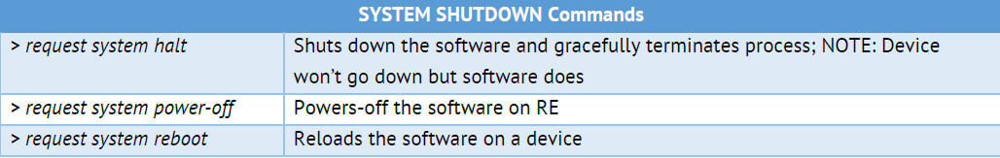 SYSTEM SHUTDOWN Commands
> request system halt
Shuts down the software and gracefully terminates process; NOTE: Device
won't go down but software does
> request system power-off
Powers-off the software on RE
> request system reboot
Reloads the software on a device